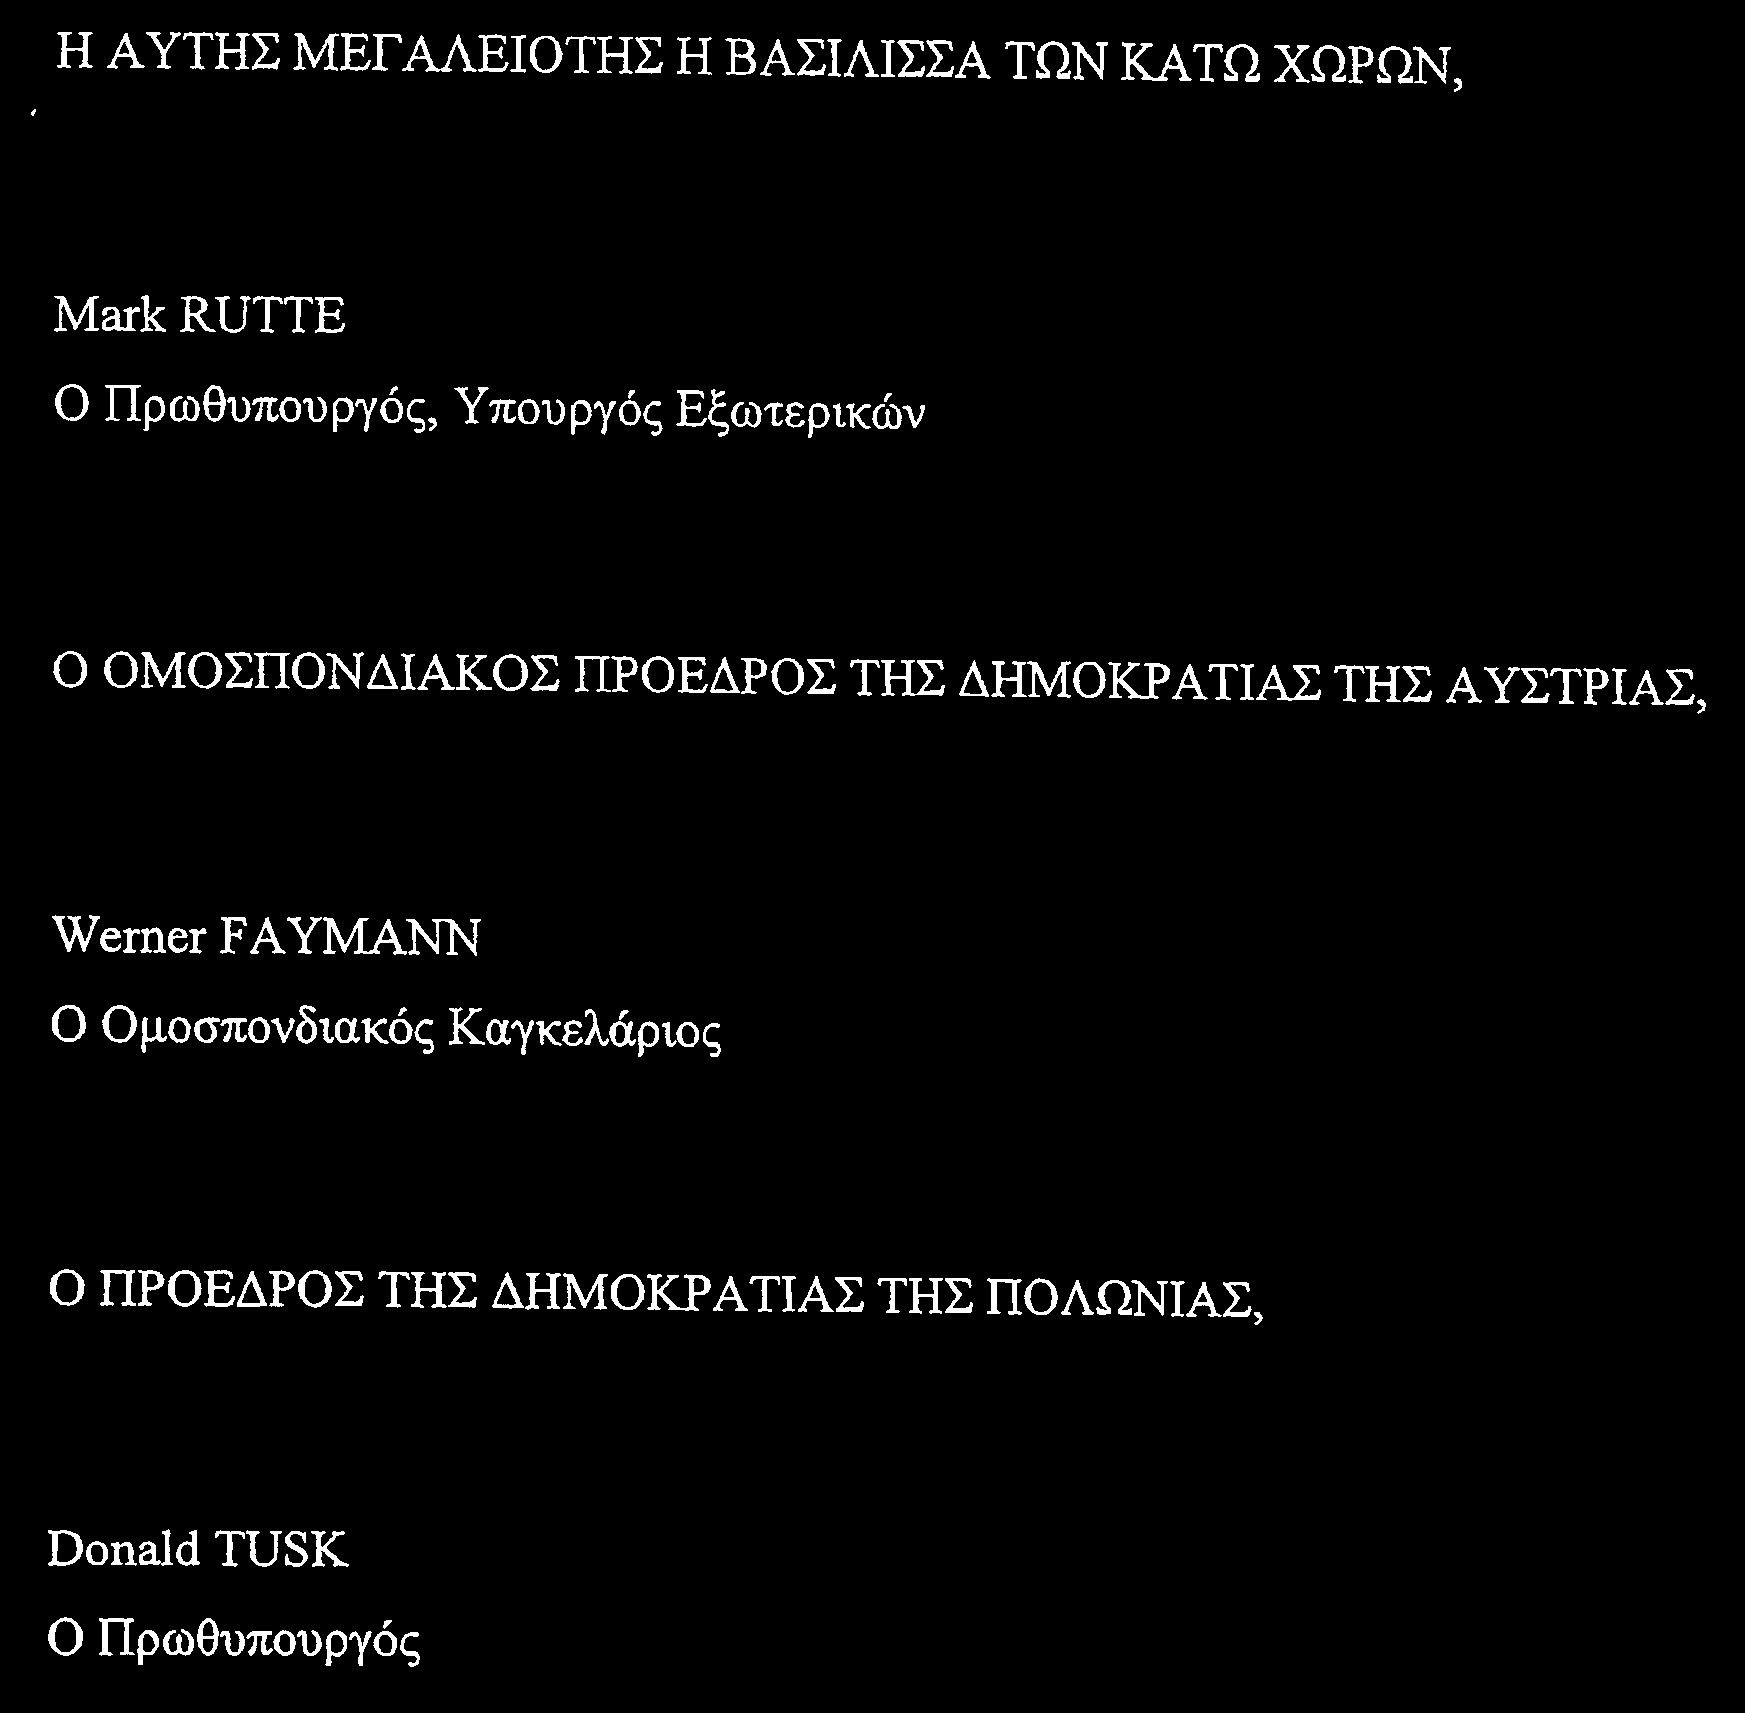 Η ΑΥΤΗΣ ΜΕΓΑΛΕΙΟΤΗΣ Η ΒΑΣΙΛΙΣΣΑ ΤΩΝ ΚΑΤΩ ΧΩΡΩΝ,
Mark RUTTE
Ο Πρωθυπουργός, Υπουργός Εξωτερικών
Ο ΟΜΟΣΠΟΝΔΙΑΚΟΣ ΠΡΟΕΔΡΟΣ ΤΗΣ ΔΗΜΟΚΡΑΤΙΑΣ ΤΗΣ ΑΥΣΤΡΙΑΣ,
Werner FAYMANN
Ο Ομοσπονδιακός Καγκελάριος
Ο ΠΡΟΕΔΡΟΣ ΤΗΣ ΔΗΜΟΚΡΑΤΙΑΣ ΤΗΣ ΠΟΛΩΝΙΑΣ,
Donald TUSK
Ο Πρωθυπουργός